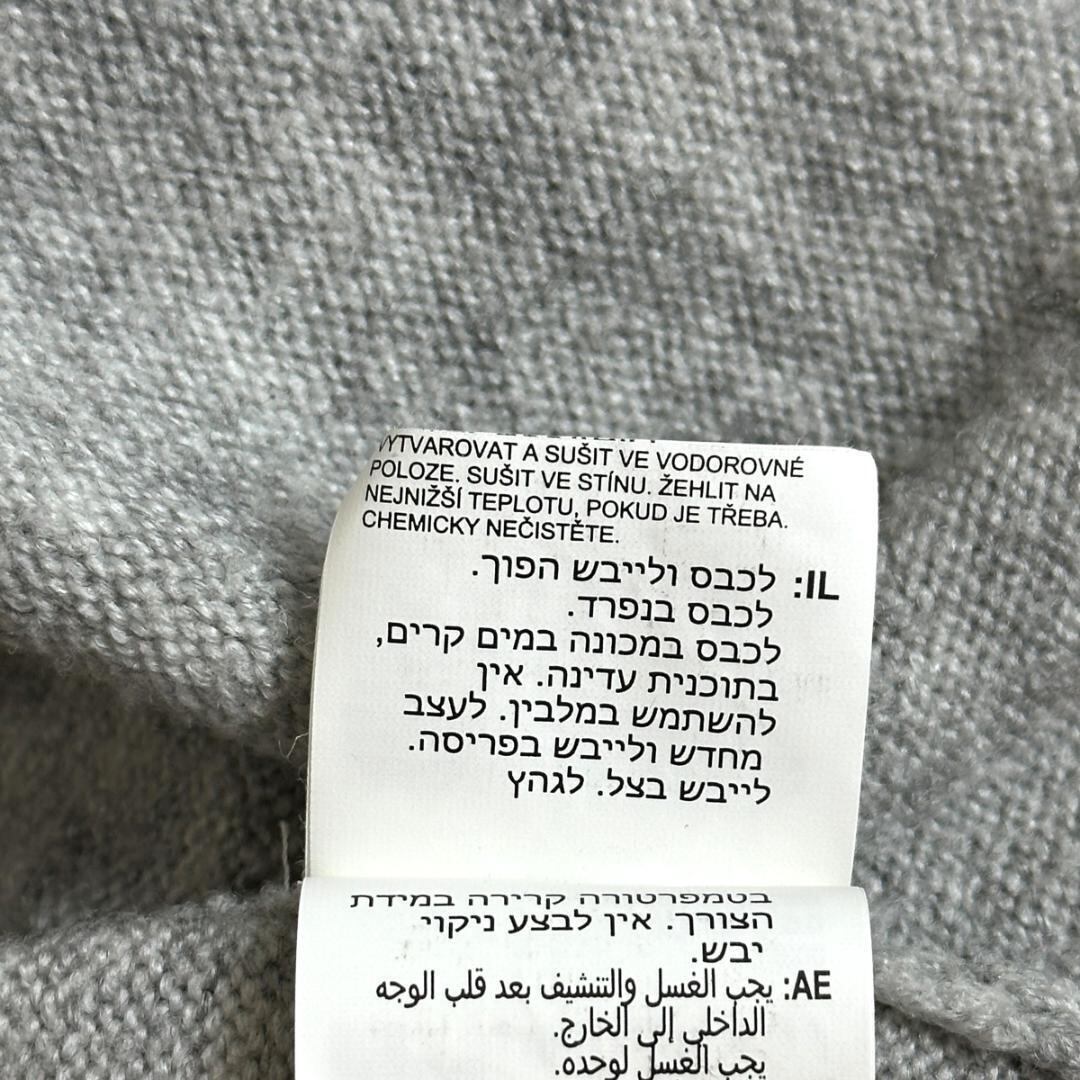 VYTVAROVAT A SUŠIT VE VODOROVNÉ
POLOZE. SUŠIT VE STÍNU. ŽEHLIT NA
NEJNIŽŠÍ TEPLOTU, POKUD JE TŘEBA.
CHEMICKY NEČISTĚTE.
IL: לכבס ולייבש הפוך.
לכבס בנפרד.
לכבס במכונה במים קרים,
בתוכנית עדינה. אין
להשתמש במלבין. לעצב
מחדש ולייבש בפריסה.
לייבש בצל. לגהץ
בטמפרטורה קרירה במידת
הצורך. אין לבצע ניקוי
יבש.
AE: يجب الغسل والتنشيف بعد قلب الوجه
الداخلي إلى الخارج.
يجب الغسل لوحده.